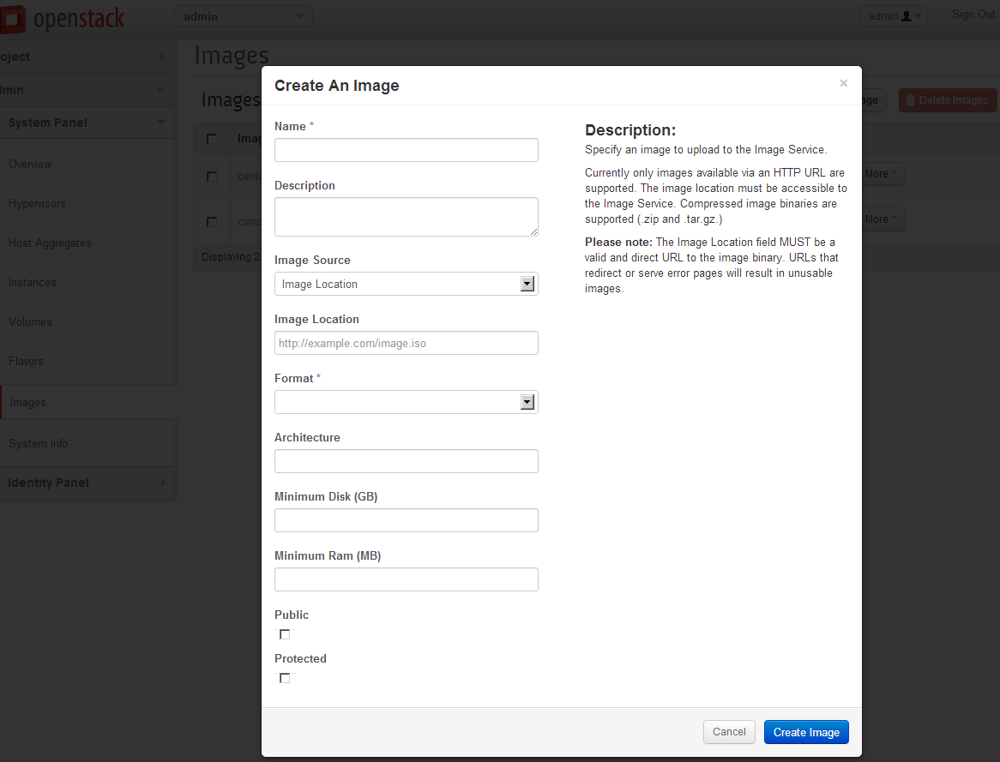 openstack
admin
admin
Sign Out
oject
Images
min
Images
Delete Images
System Panel
Overview
More
Hypervisors
More
Host Aggregates
Displaying 2
Instances
Volumes
Flavors
Images
System Info
Identity Panel
Create An Image
×
Name *
Description
Image Source
Image Location
Image Location
http://example.com/image.iso
Format *
Architecture
Minimum Disk (GB)
Minimum Ram (MB)
Public
Protected
Description:
Specify an image to upload to the Image Service.
Currently only images available via an HTTP URL are
supported. The image location must be accessible to
the Image Service. Compressed image binaries are
supported (.zip and .tar.gz.)
Please note: The Image Location field MUST be a
valid and direct URL to the image binary. URLs that
redirect or serve error pages will result in unusable
images.
Cancel
Create Image